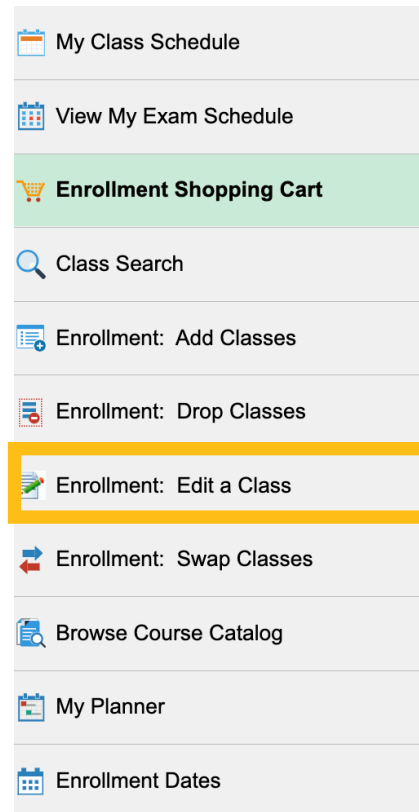 My Class Schedule
View My Exam Schedule
Enrollment Shopping Cart
Class Search
Enrollment:  Add Classes
Enrollment:  Drop Classes
Enrollment:  Edit a Class
Enrollment:  Swap Classes
Browse Course Catalog
My Planner
Enrollment Dates